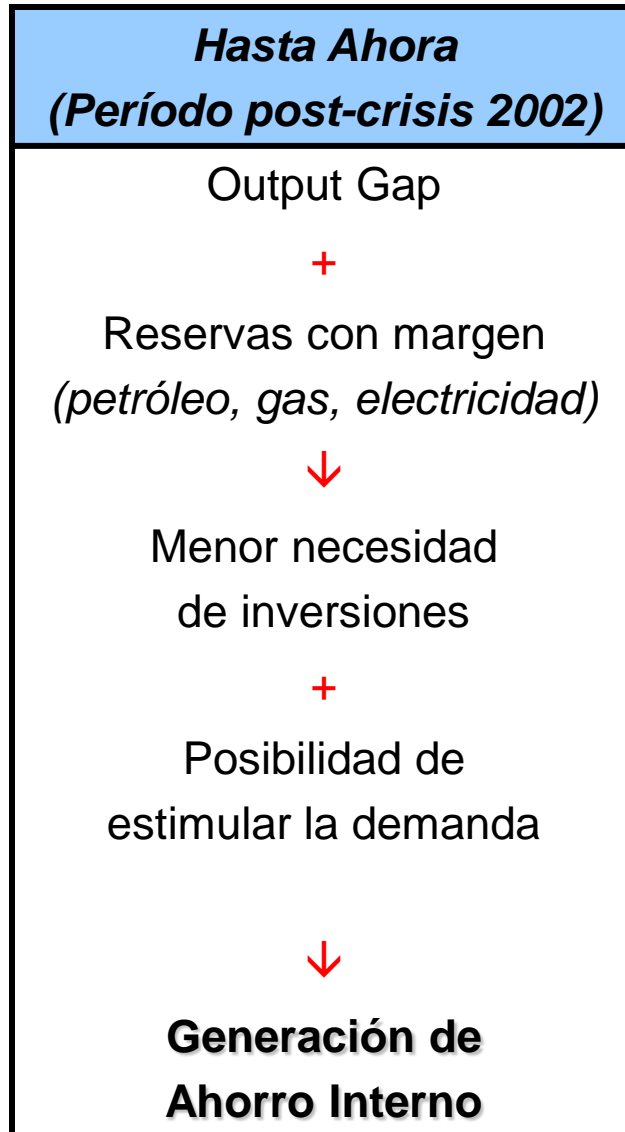 Hasta Ahora
(Período post-crisis 2002)
Output Gap
+
Reservas con margen
(petróleo, gas, electricidad)
↓
Menor necesidad
de inversiones
+
Posibilidad de
estimular la demanda
↓
Generación de
Ahorro Interno